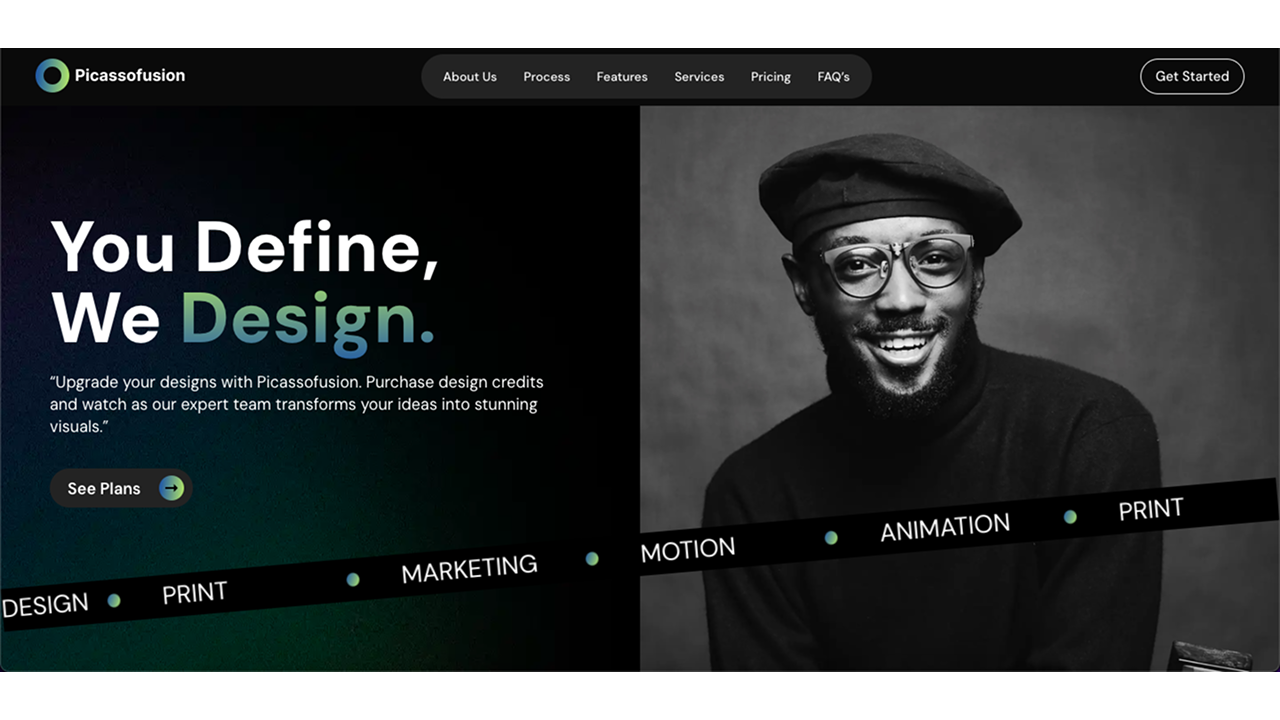 Picassofusion
About Us
Process
Features
Services
Pricing
FAQ’s
Get Started
You Define,
We Design.
“Upgrade your designs with Picassofusion. Purchase design credits
and watch as our expert team transforms your ideas into stunning
visuals.”
See Plans
DESIGN
PRINT
MARKETING
MOTION
ANIMATION
PRINT